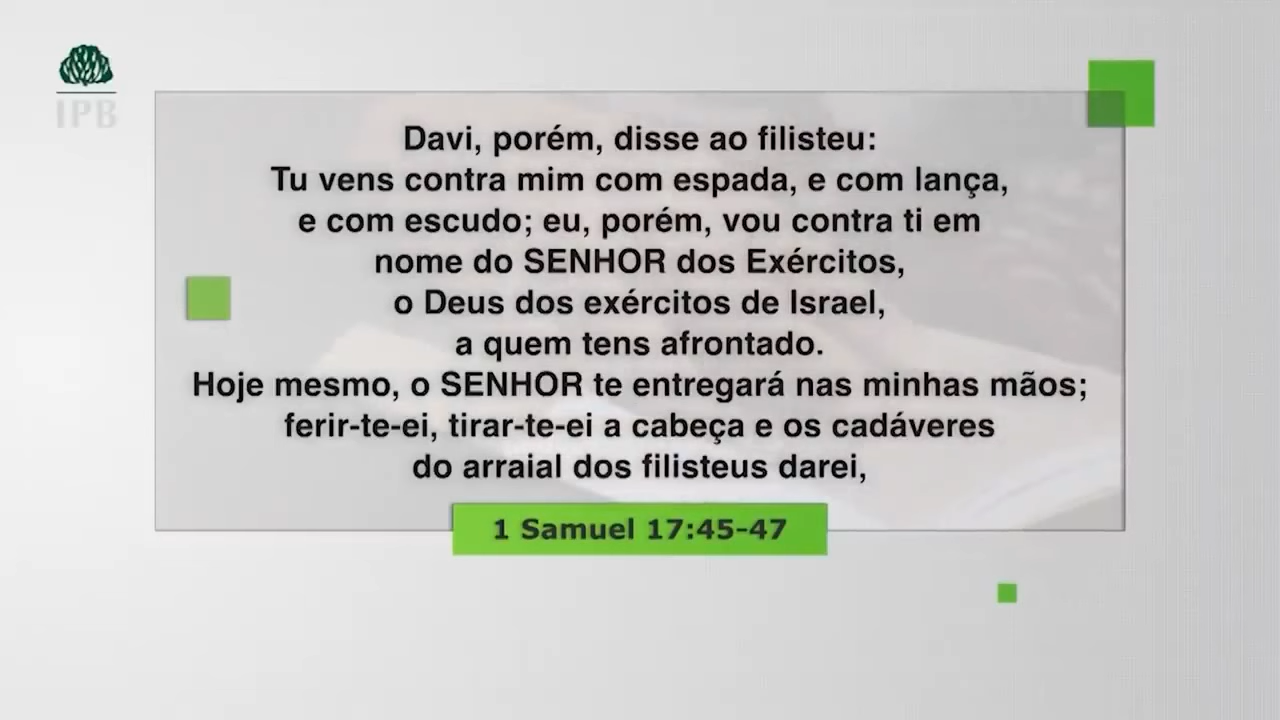 IPB
Davi, porém, disse ao filisteu:
Tu vens contra mim com espada, e com lança,
e com escudo; eu, porém, vou contra ti em
nome do SENHOR dos Exércitos,
o Deus dos exércitos de Israel,
a quem tens afrontado.
Hoje mesmo, o SENHOR te entregará nas minhas mãos;
ferir-te-ei, tirar-te-ei a cabeça e os cadáveres
do arraial dos filisteus darei,
1 Samuel 17:45-47